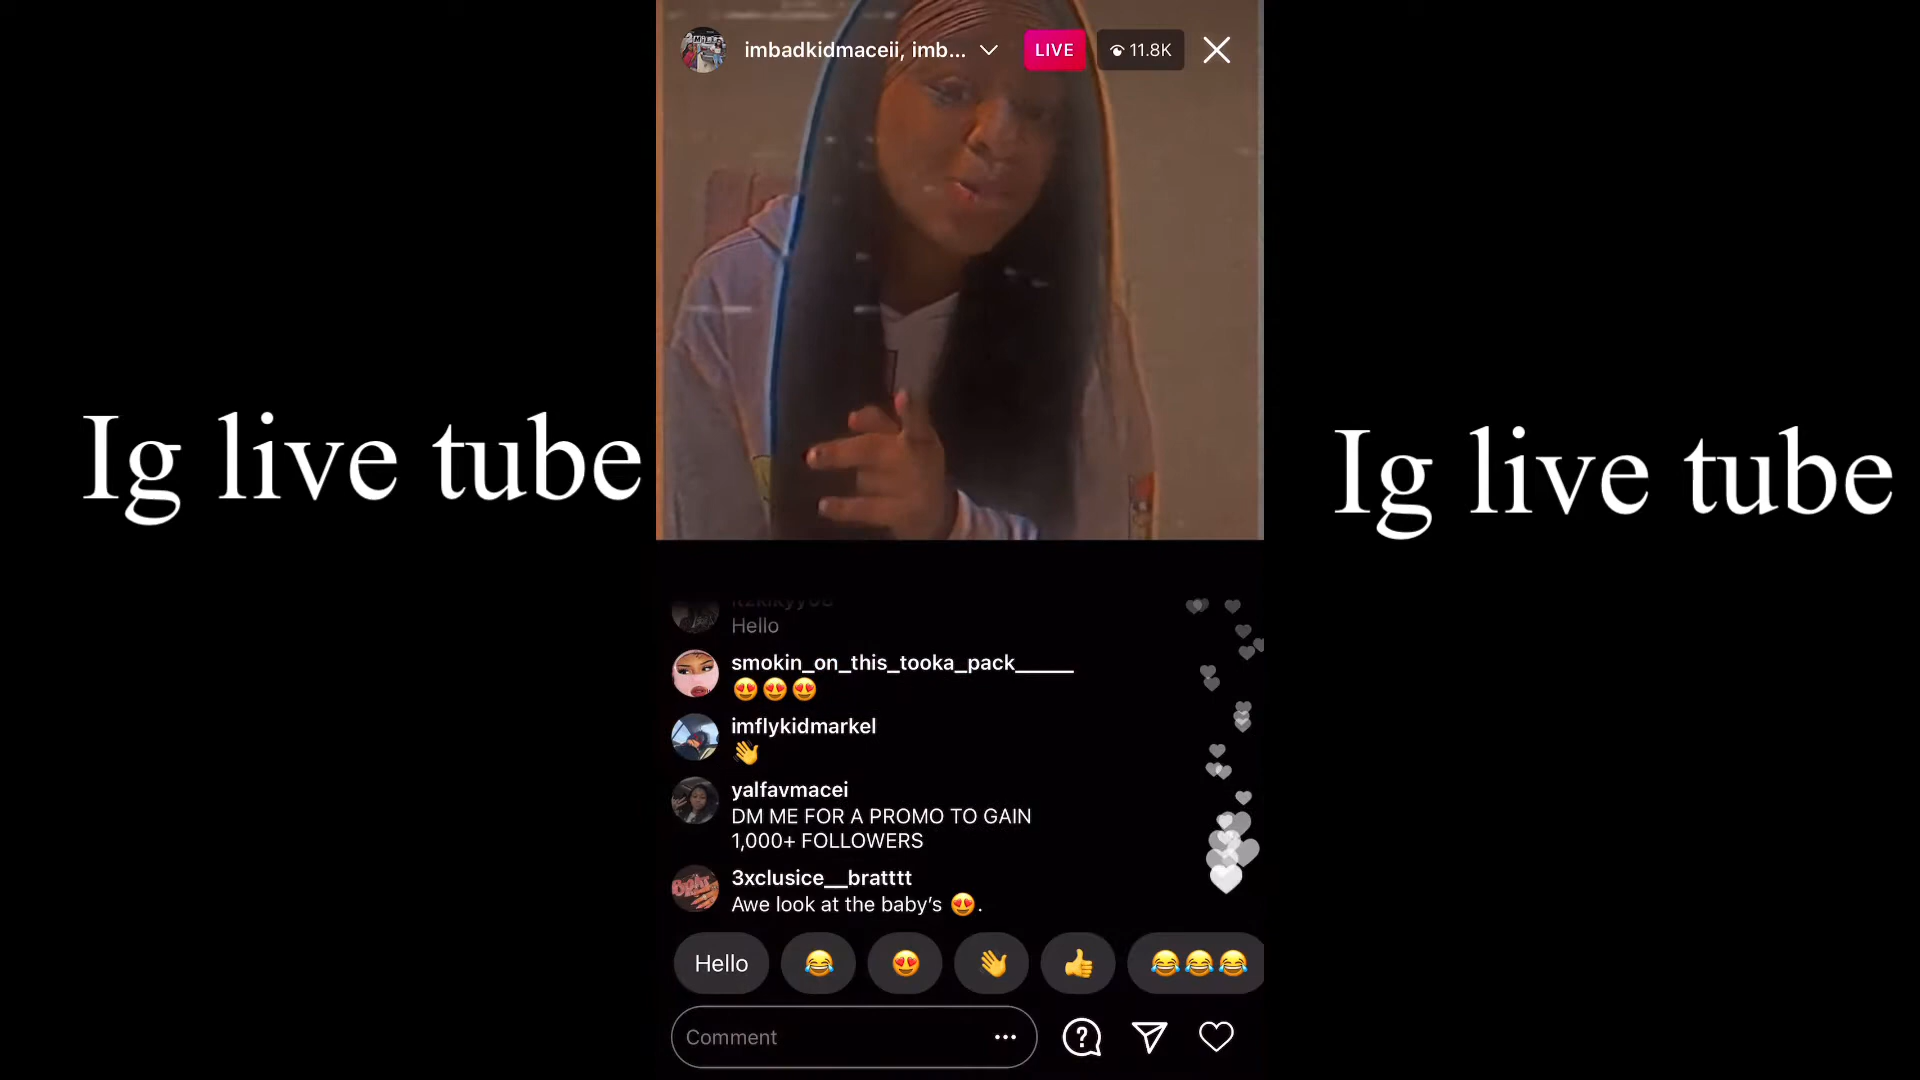 imbadkidmaceii, imb...
LIVE
11.8K
Ig live tube
Ig live tube
Hello
smokin_on_this_tooka_pack______
😍😍😍
imflykidmarkel
👋
yalfavmacei
DM ME FOR A PROMO TO GAIN
1,000+ FOLLOWERS
3xclusice__bratttt
Awe look at the baby's 😍.
Hello
😂
😍
👋
👍
😂😂😂
Comment